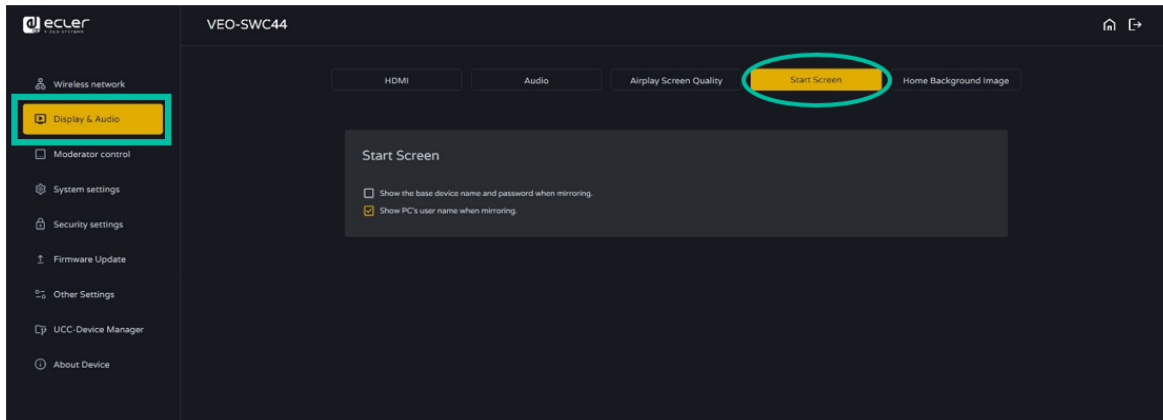 ecler
VEO-SWC44
Wireless network
Display & Audio
Moderator control
System settings
Security settings
Firmware Update
Other Settings
UCC-Device Manager
About Device
HDMI
Audio
Airplay Screen Quality
Start Screen
Home Background Image
Start Screen
Show the base device name and password when mirroring.
Show PC's user name when mirroring.